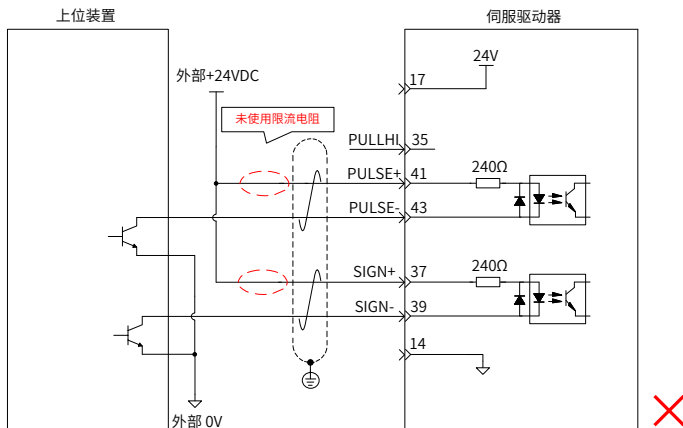 上位装置
伺服驱动器
24V
外部+24VDC
17
未使用限流电阻
PULLHI 35
PULSE+ 41
240Ω
PULSE- 43
SIGN+ 37
240Ω
SIGN- 39
14
外部 0V